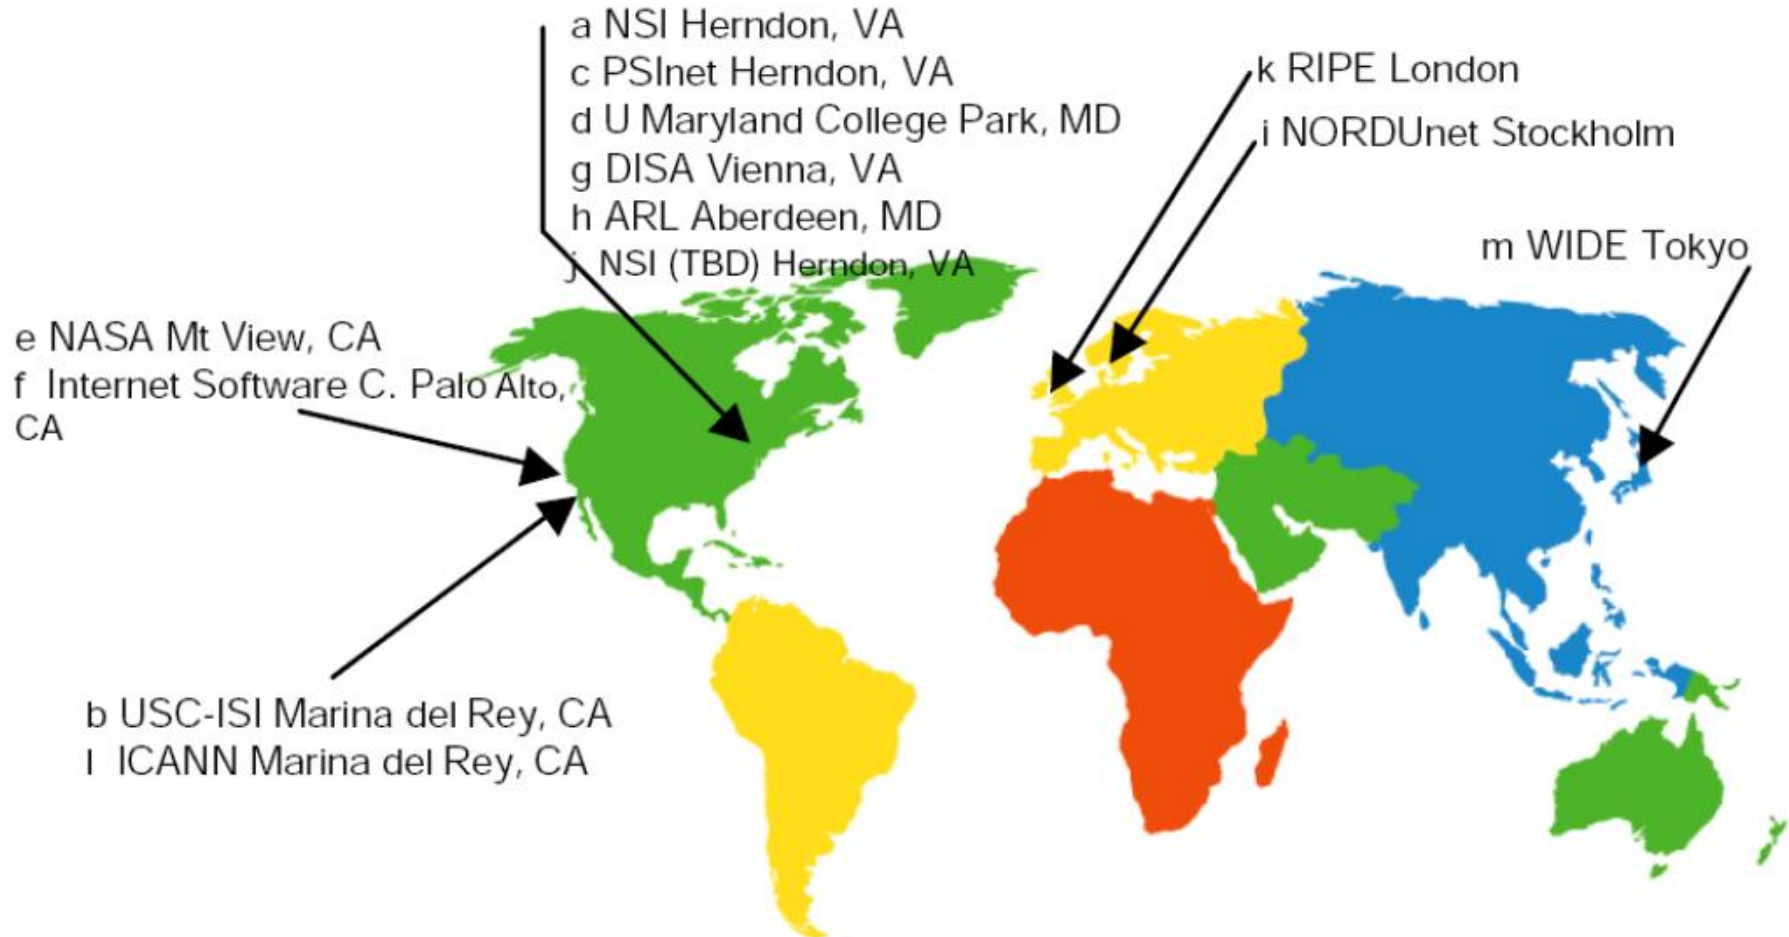 a NSI Herndon, VA
c PSInet Herndon, VA
d U Maryland College Park, MD
g DISA Vienna, VA
h ARL Aberdeen, MD
j NSI (TBD) Herndon, VA
k RIPE London
i NORDUnet Stockholm
m WIDE Tokyo
e NASA Mt View, CA
f Internet Software C. Palo Alto,
CA
b USC-ISI Marina del Rey, CA
l ICANN Marina del Rey, CA